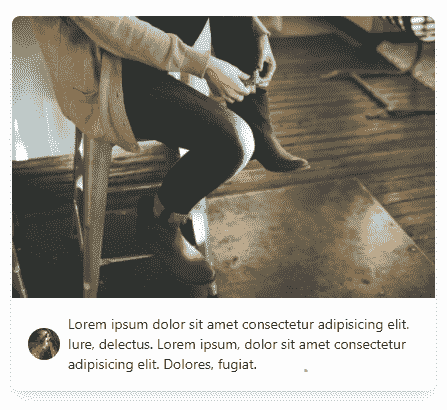 Lorem ipsum dolor sit amet consectetur adipisicing elit.
Iure, delectus. Lorem ipsum, dolor sit amet consectetur
adipisicing elit. Dolores, fugiat.